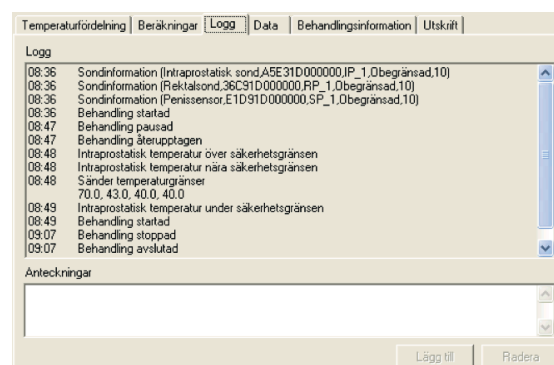 Temperaturfördelning Beräkningar Logg Data Behandlingsinformation Utskrift
Logg
08:36 Sondinformation (Intraprostatisk sond,A5E31D000000,IP_1,Obegränsad,10)
08:36 Sondinformation (Rektalsond,36C91D000000,RP_1,Obegränsad,10)
08:36 Sondinformation (Penissensor,E1D91D000000,SP_1,Obegränsad,10)
08:36 Behandling startad
08:47 Behandling pausad
08:47 Behandling återupptagen
08:48 Intraprostatisk temperatur över säkerhetsgränsen
08:48 Intraprostatisk temperatur nära säkerhetsgränsen
08:48 Sänder temperaturgränser
70.0, 43.0, 40.0, 40.0
08:49 Intraprostatisk temperatur under säkerhetsgränsen
08:49 Behandling startad
09:07 Behandling stoppad
09:07 Behandling avslutad
Anteckningar
Lägg till Radera